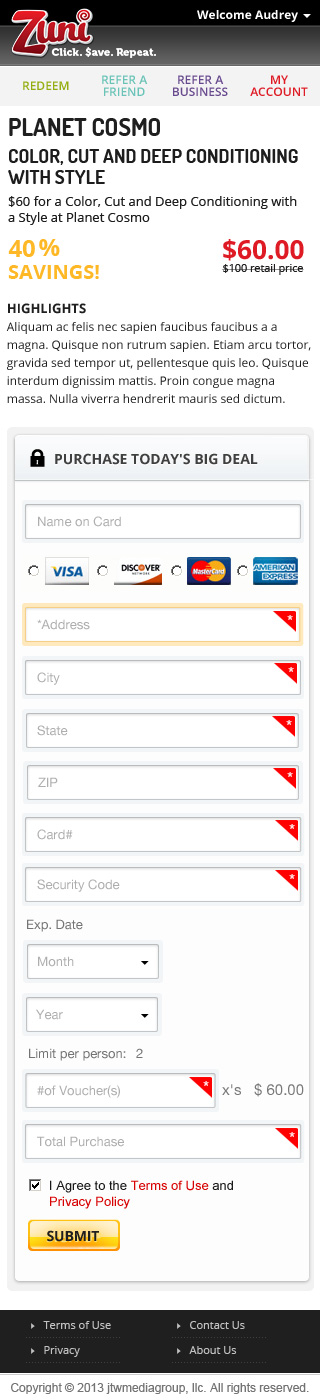 Welcome Audrey
Zuni
Click. $ave. Repeat.
REDEEM
REFER A
FRIEND
REFER A
BUSINESS
MY
ACCOUNT
PLANET COSMO
COLOR, CUT AND DEEP CONDITIONING
WITH STYLE
$60 for a Color, Cut and Deep Conditioning with
a Style at Planet Cosmo
40%
SAVINGS!
$60.00
$100 retail price
HIGHLIGHTS
Aliquam ac felis nec sapien faucibus faucibus a a
magna. Quisque non rutrum sapien. Etiam arcu tortor,
gravida sed tempor ut, pellentesque quis leo. Quisque
interdum dignissim mattis. Proin congue magna
massa. Nulla viverra hendrerit mauris sed dictum.
PURCHASE TODAY'S BIG DEAL
Name on Card
VISA
DISCOVER
NETWORK
MasterCard
AMERICAN
EXPRESS
*Address
*
City
*
State
*
ZIP
*
Card#
*
Security Code
*
Exp. Date
Month
Year
Limit per person: 2
#of Voucher(s)
*
x's $ 60.00
Total Purchase
*
I Agree to the Terms of Use and
Privacy Policy
SUBMIT
Terms of Use
Contact Us
Privacy
About Us
Copyright © 2013 jtwmediagroup, llc. All rights reserved.